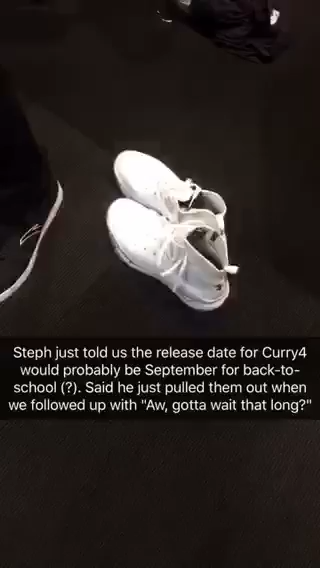 Steph just told us the release date for Curry4
would probably be September for back-to-
school (?). Said he just pulled them out when
we followed up with "Aw, gotta wait that long?"